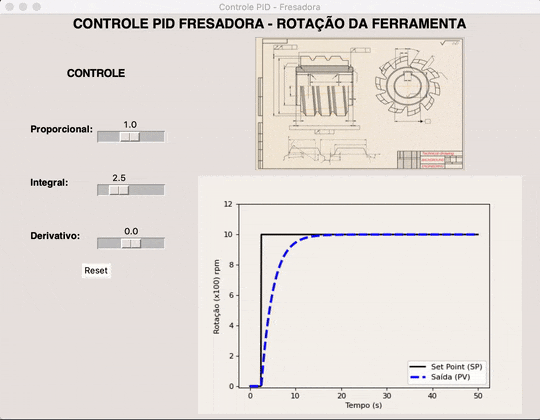 Controle PID - Fresadora
CONTROLE PID FRESADORA - ROTAÇÃO DA FERRAMENTA
CONTROLE
Proporcional:
1.0
Integral:
2.5
Derivativo:
0.0
Reset
12
10
8
6
4
2
0
Rotação (x100) rpm
0
10
20
30
40
50
Tempo (s)
Set Point (SP)
Saída (PV)